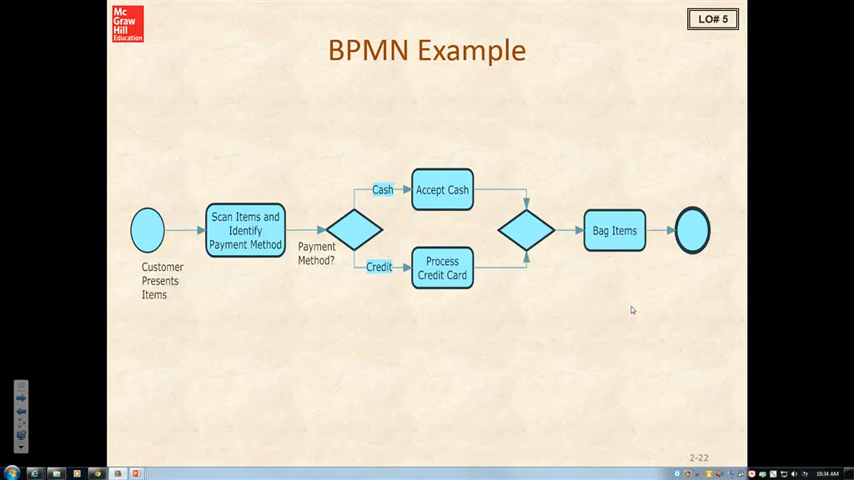 Mc
Graw
Hill
Education
LO# 5
BPMN Example
Cash
Accept Cash
Scan Items and
Identify
Payment Method
Payment
Method?
Bag Items
Customer
Presents
Items
Credit
Process
Credit Card
2-22
10:34 AM